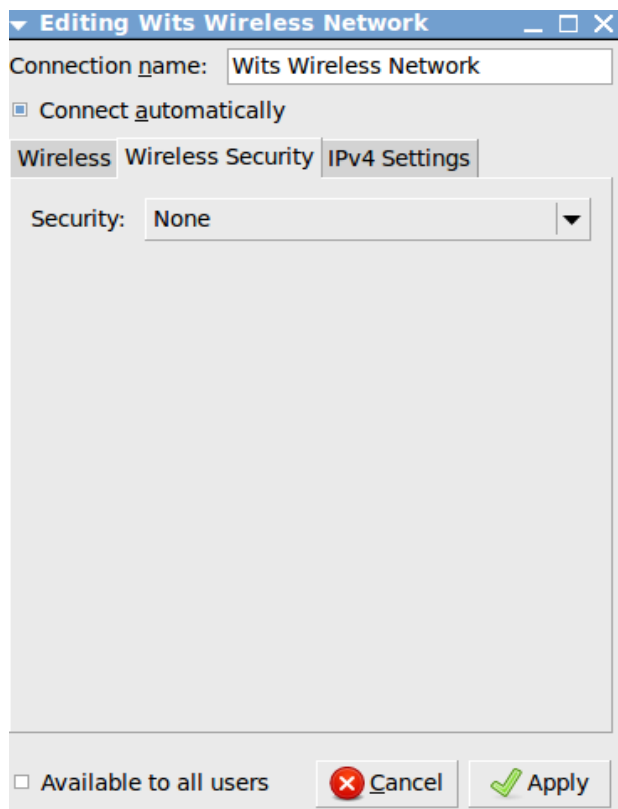 Editing Wits Wireless Network
Connection name: Wits Wireless Network
Connect automatically
Wireless Wireless Security IPv4 Settings
Security: None
Available to all users Cancel Apply